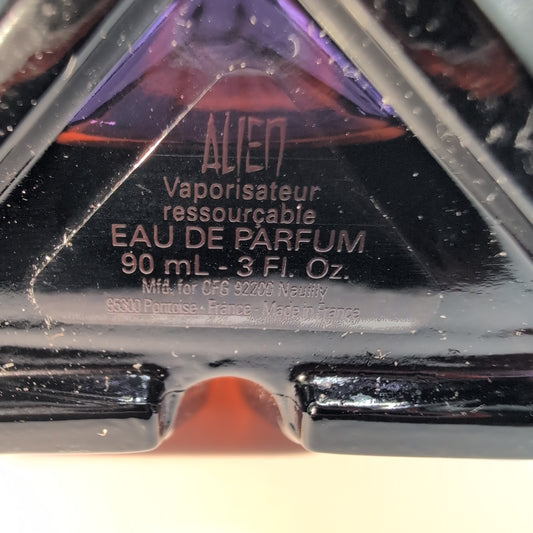 ALIEN
Vaporisateur
ressourçable
EAU DE PARFUM
90 mL - 3 Fl. Oz.
Mfd. for CFG 92200 Neuilly
Pontoise - France - Made in France